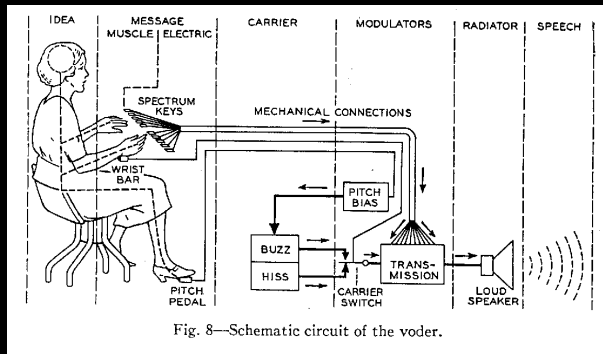 IDEA
MESSAGE
MUSCLE ELECTRIC
CARRIER
MODULATORS
RADIATOR
SPEECH
SPECTRUM
KEYS
MECHANICAL CONNECTIONS
WRIST
BAR
PITCH
BIAS
BUZZ
HISS
CARRIER
SWITCH
TRANS-
MISSION
LOUD
SPEAKER
PITCH
PEDAL
Fig. 8—Schematic circuit of the voder.